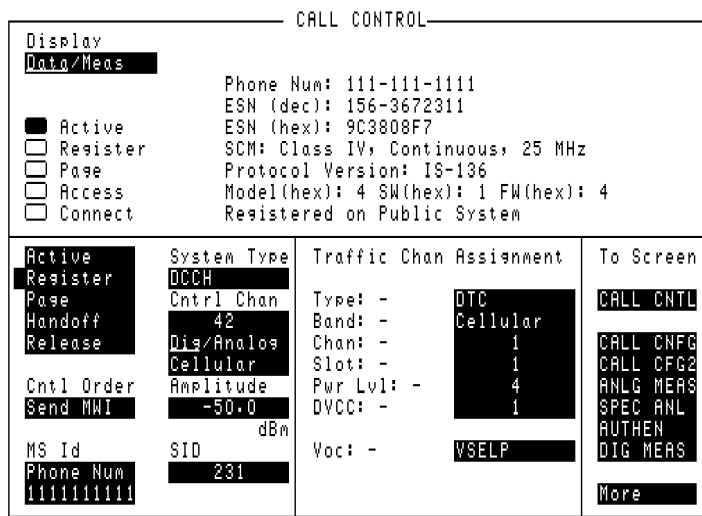 CALL CONTROL
Display
Data/Meas
Phone Num: 111-111-1111
ESN (dec): 156-3672311
Active
ESN (hex): 9C3808F7
Register
SCM: Class IV, Continuous, 25 MHz
Page
Protocol Version: IS-136
Access
Model(hex): 4 SW(hex): 1 FW(hex): 4
Connect
Registered on Public System
Active
Register
Page
Handoff
Release
Cntl Order
Send MWI
MS Id
Phone Num
1111111111
System Type
DCCH
Cntrl Chan
42
Dig/Analog
Cellular
Amplitude
-50.0
dBm
SID
231
Traffic Chan Assignment
Type: - DTC
Band: - Cellular
Chan: - 1
Slot: - 1
Pwr Lvl: - 4
DVCC: - 1
Voc: - VSELP
To Screen
CALL CNTL
CALL CNFG
CALL CFG2
ANLG MEAS
SPEC ANL
AUTHEN
DIG MEAS
More